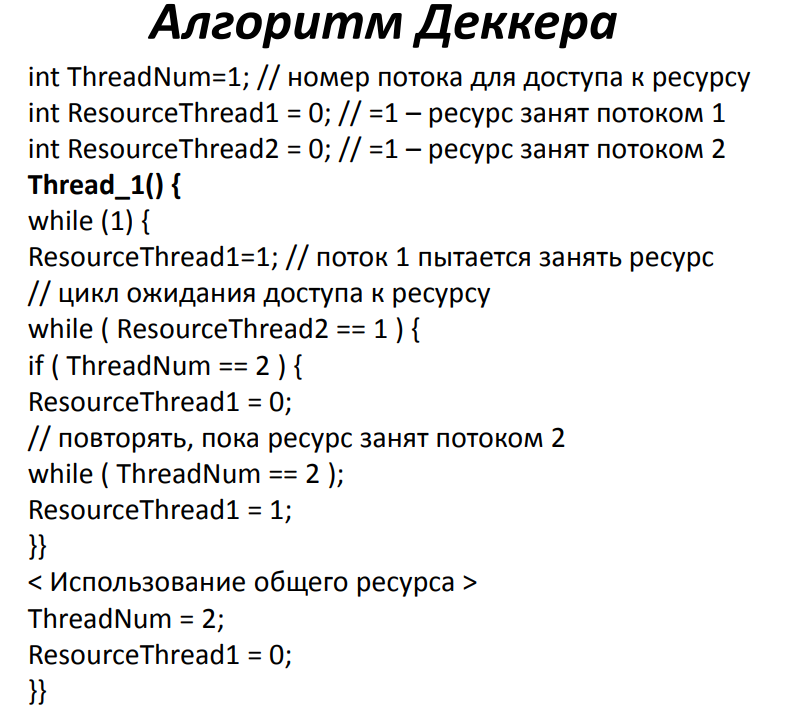 Алгоритм Деккера
int ThreadNum=1; // номер потока для доступа к ресурсу
int ResourceThread1 = 0; // =1 – ресурс занят потоком 1
int ResourceThread2 = 0; // =1 – ресурс занят потоком 2
Thread_1() {
while (1) {
ResourceThread1=1; // поток 1 пытается занять ресурс
// цикл ожидания доступа к ресурсу
while ( ResourceThread2 == 1 ) {
if ( ThreadNum == 2 ) {
ResourceThread1 = 0;
// повторять, пока ресурс занят потоком 2
while ( ThreadNum == 2 );
ResourceThread1 = 1;
}}
< Использование общего ресурса >
ThreadNum = 2;
ResourceThread1 = 0;
}}